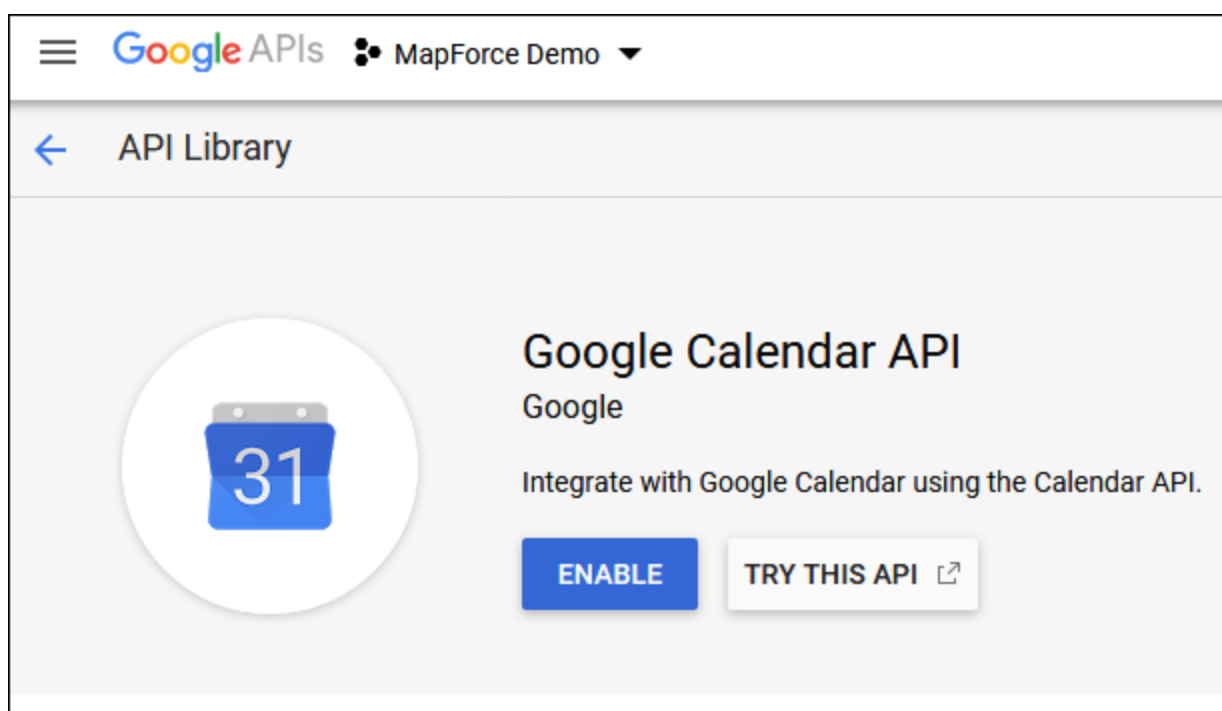 Google APIs MapForce Demo
API Library
31
Google Calendar API
Google
Integrate with Google Calendar using the Calendar API.
ENABLE TRY THIS API